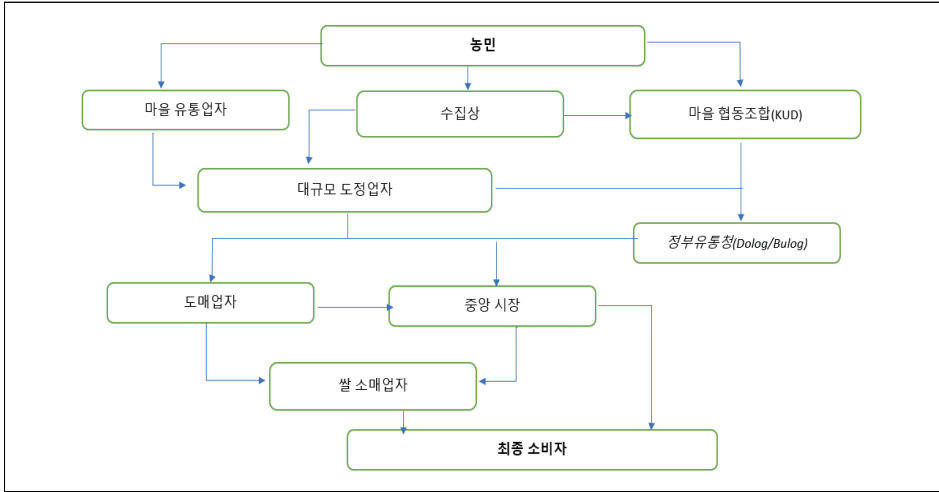 농민
마을 유통업자
수집상
마을 협동조합(KUD)
대규모 도정업자
정부유통청(Dolog/Bulog)
도매업자
중앙 시장
쌀 소매업자
최종 소비자